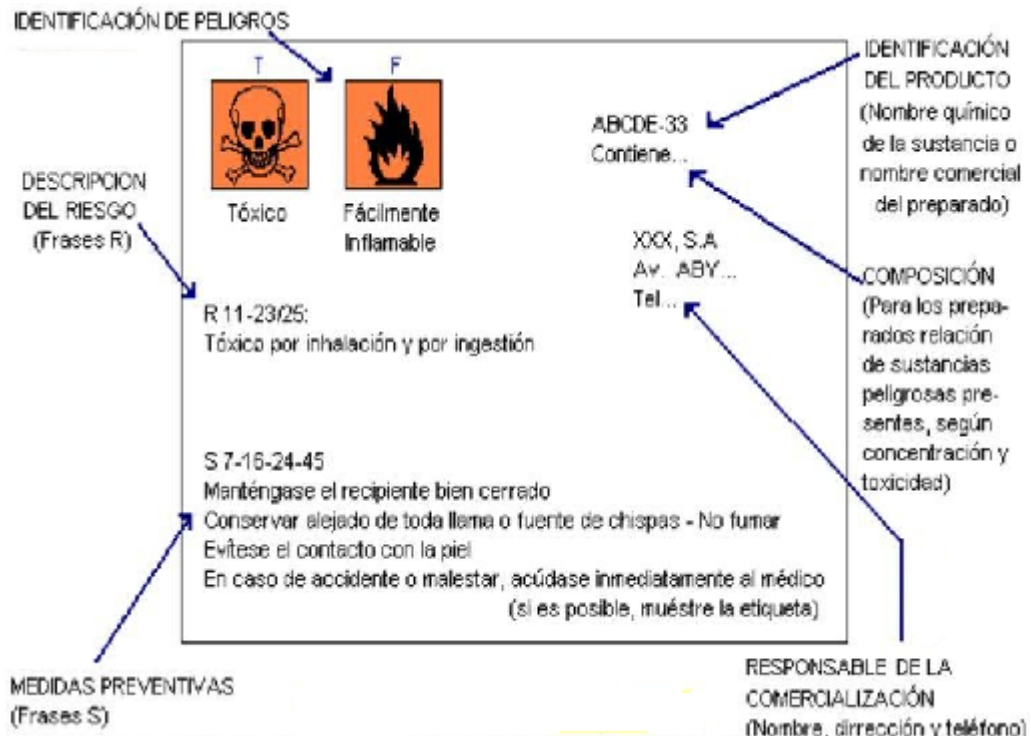 IDENTIFICACIÓN DE PELIGROS
T
F
Tóxico
Fácilmente
Inflamable
ABCDE-33
Contiene...
XXX, S.A
Av. ABY...
Tel...
IDENTIFICACIÓN
DEL PRODUCTO
(Nombre químico
de la sustancia o
nombre comercial
del preparado)
DESCRIPCION
DEL RIESGO
(Frases R)
COMPOSICIÓN
(Para los prepa-
rados relación
de sustancias
peligrosas pre-
sentes, según
concentración y
toxicidad)
R 11-23/25:
Tóxico por inhalación y por ingestión
S 7-16-24-45
Manténgase el recipiente bien cerrado
Conservar alejado de toda llama o fuente de chispas - No fumar
Evítese el contacto con la piel
En caso de accidente o malestar, acúdase inmediatamente al médico
(si es posible, muéstre la etiqueta)
MEDIDAS PREVENTIVAS
(Frases S)
RESPONSABLE DE LA
COMERCIALIZACIÓN
(Nombre, dirrección y teléfono)